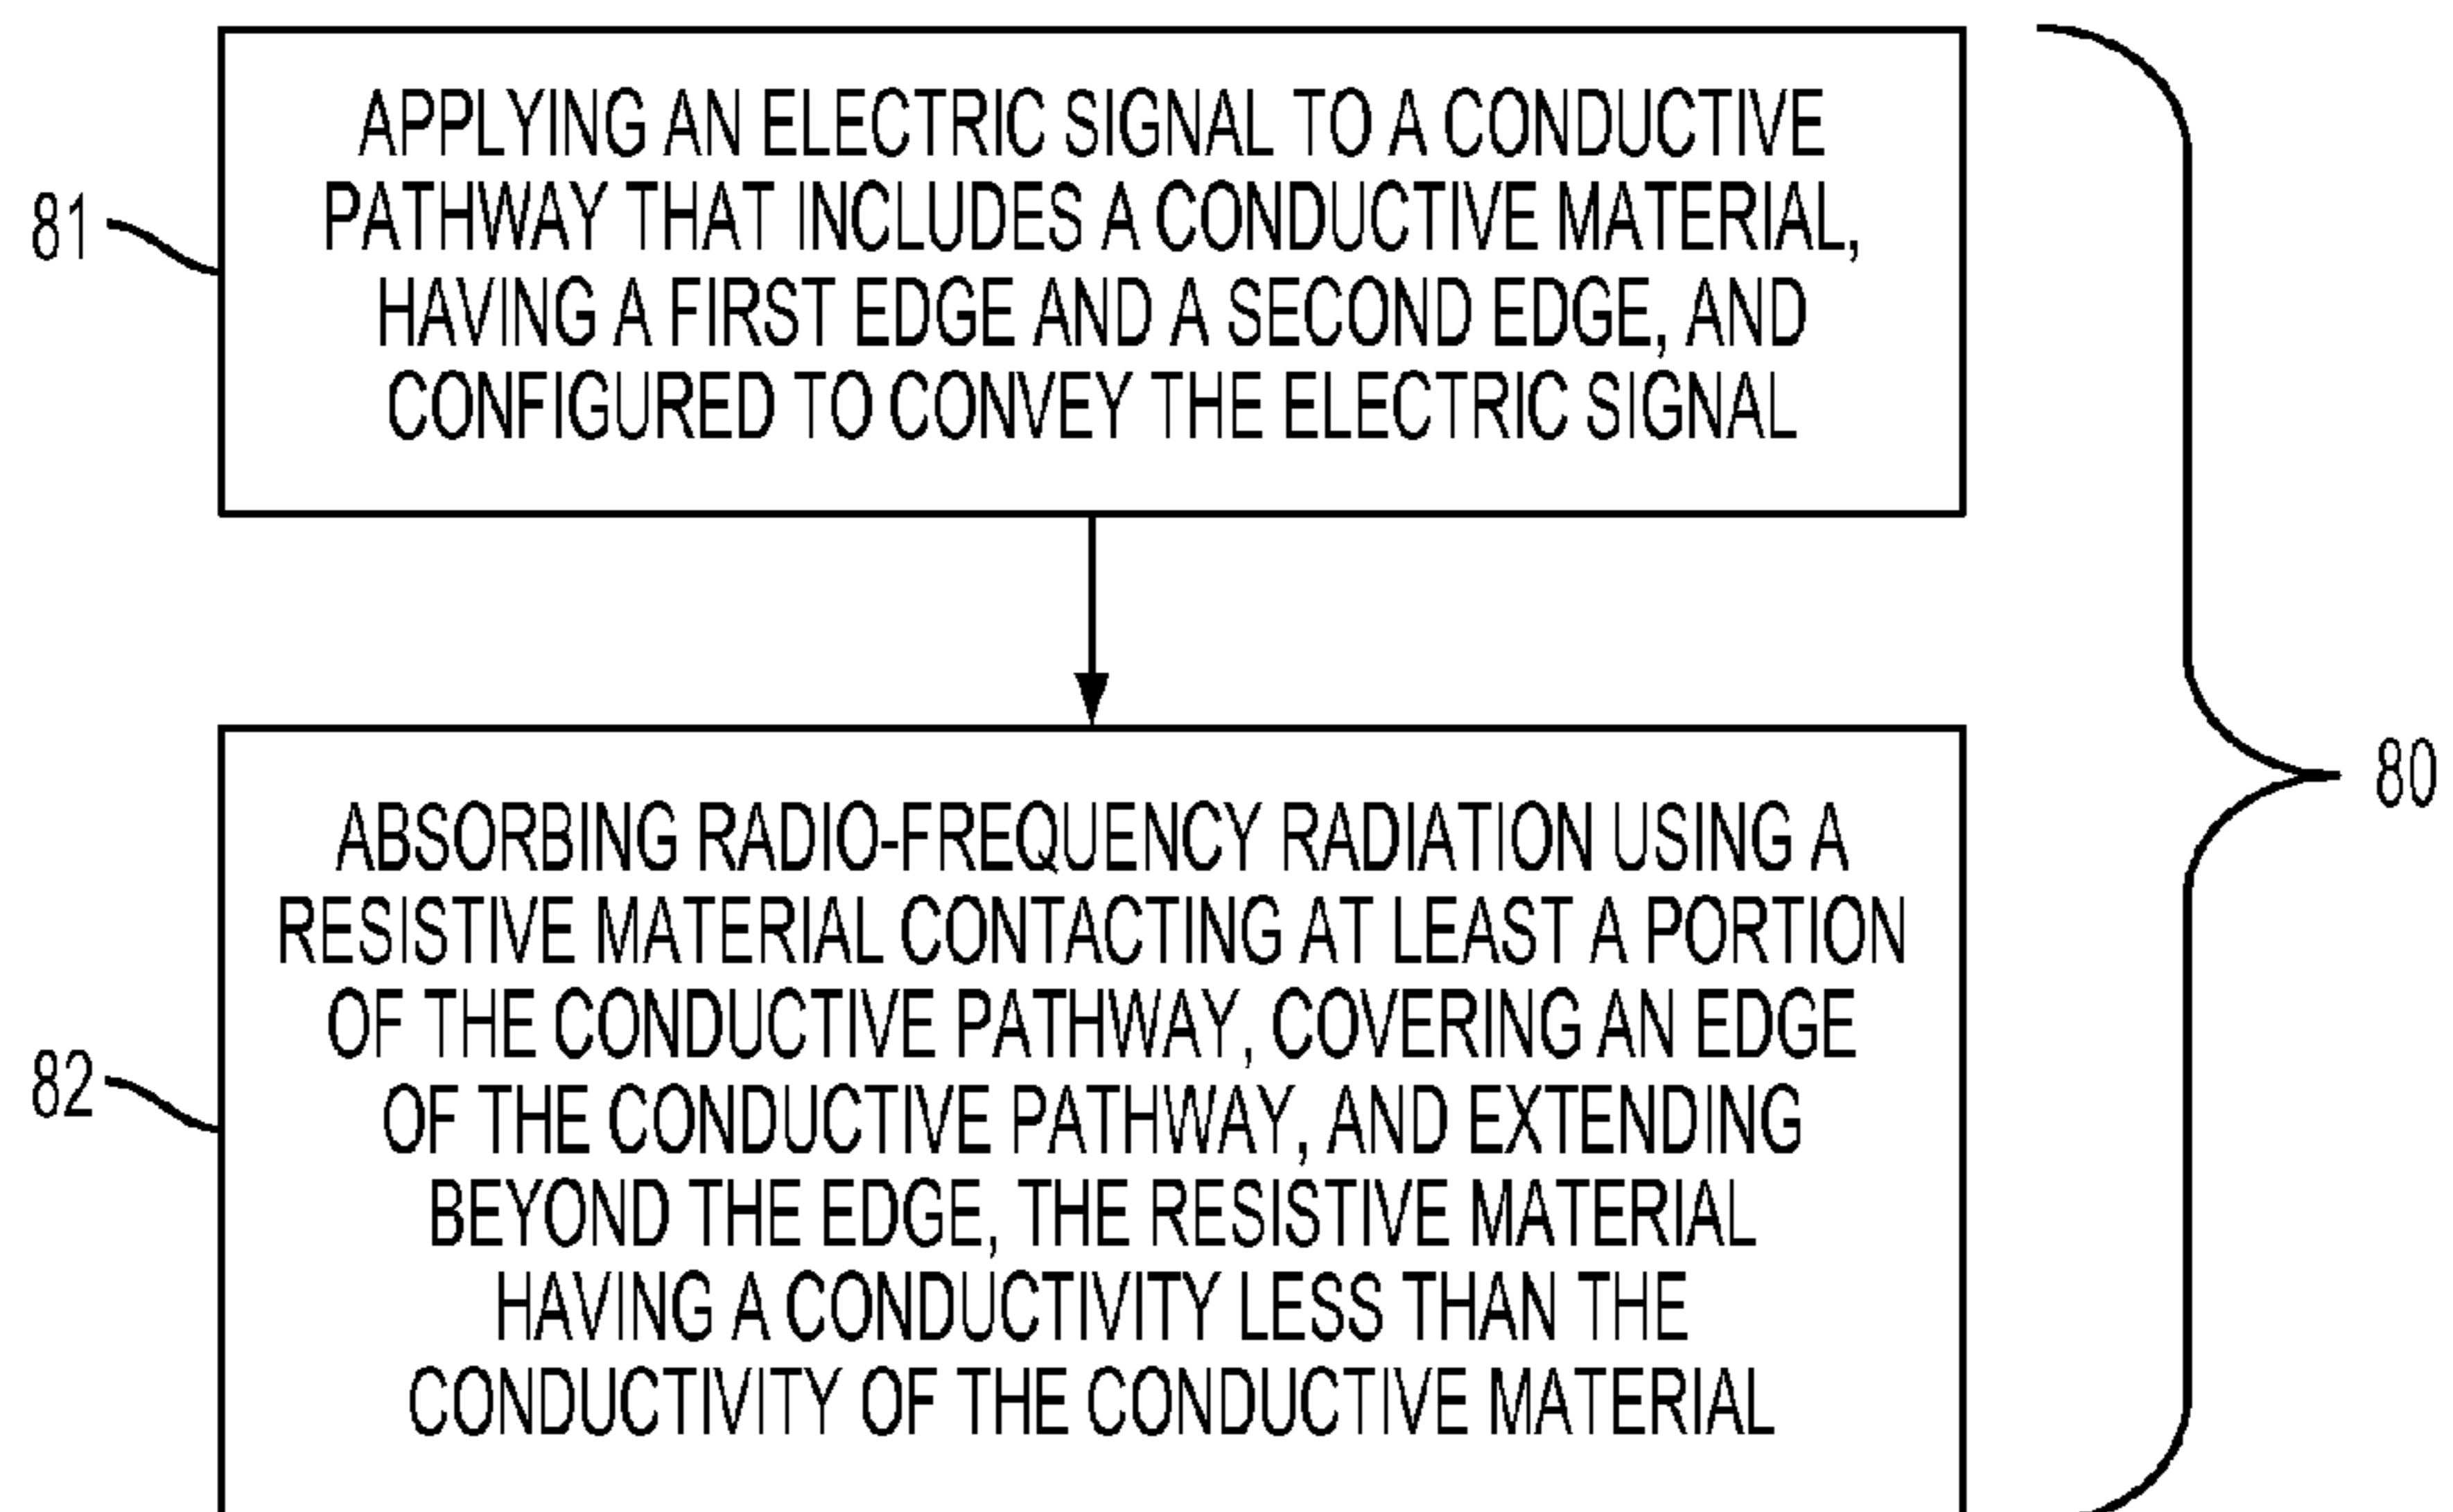 APPLYING AN ELECTRIC SIGNAL TO A CONDUCTIVE
PATHWAY THAT INCLUDES A CONDUCTIVE MATERIAL,
HAVING A FIRST EDGE AND A SECOND EDGE, AND
CONFIGURED TO CONVEY THE ELECTRIC SIGNAL
81
ABSORBING RADIO-FREQUENCY RADIATION USING A
RESISTIVE MATERIAL CONTACTING AT LEAST A PORTION
OF THE CONDUCTIVE PATHWAY, COVERING AN EDGE
OF THE CONDUCTIVE PATHWAY, AND EXTENDING
BEYOND THE EDGE, THE RESISTIVE MATERIAL
HAVING A CONDUCTIVITY LESS THAN THE
CONDUCTIVITY OF THE CONDUCTIVE MATERIAL
82
80